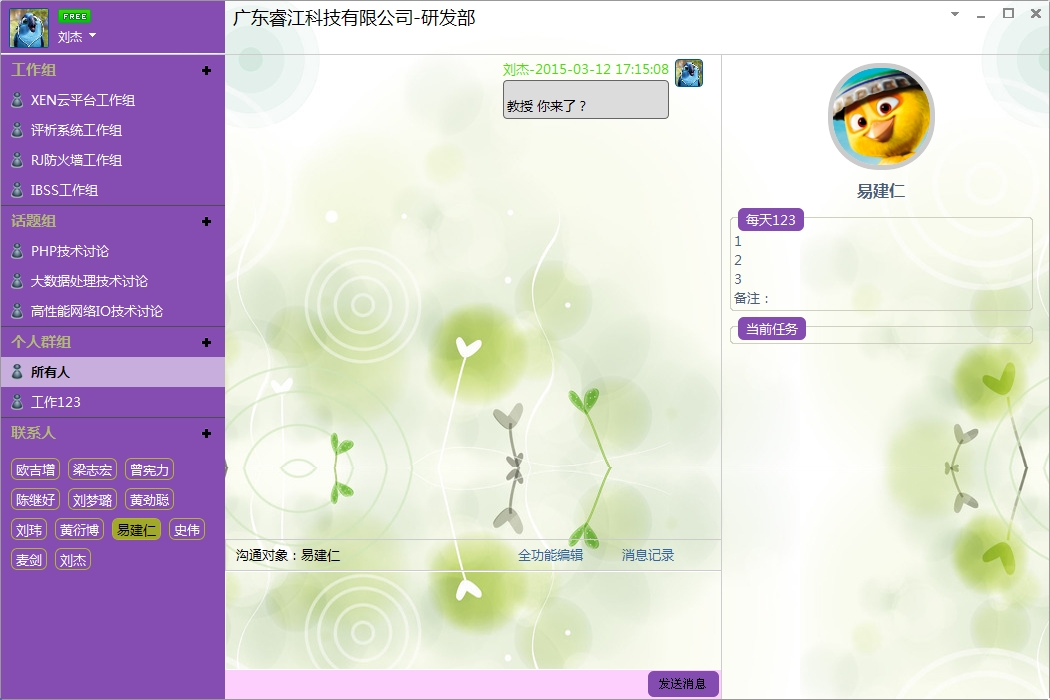 FREE
刘杰
工作组
XEN云平台工作组
评析系统工作组
RJ防火墙工作组
IBSS工作组
话题组
PHP技术讨论
大数据处理技术讨论
高性能网络IO技术讨论
个人群组
所有人
工作123
联系人
欧吉增 梁志宏 曾宪力
陈继好 刘梦璐 黄劲聪
刘玮 黄衍博 易建仁 史伟
麦剑 刘杰
广东睿江科技有限公司-研发部
刘杰-2015-03-12 17:15:08
教授 你来了？
沟通对象：易建仁 全功能编辑 消息记录
发送消息
易建仁
每天123
1
2
3
备注：
当前任务